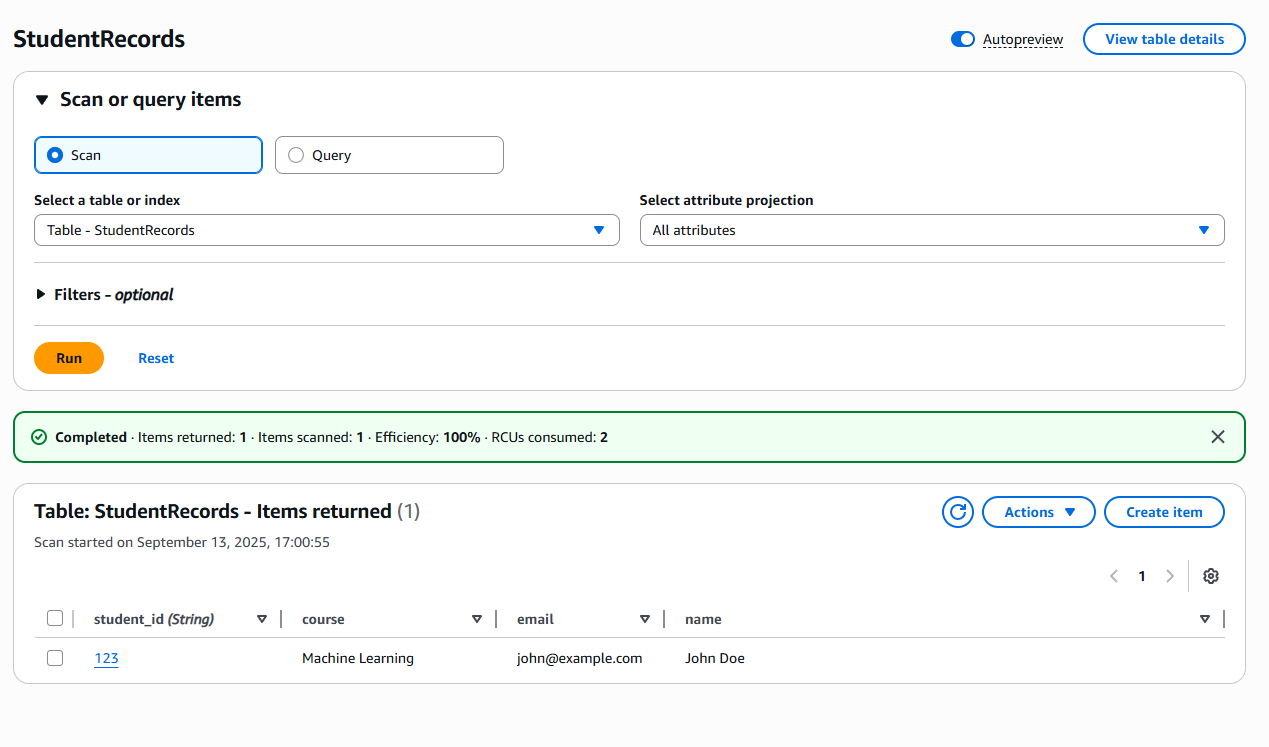 StudentRecords
Autopreview
View table details
Scan or query items
Scan
Query
Select a table or index
Select attribute projection
Table - StudentRecords
All attributes
Filters - optional
Run
Reset
Completed · Items returned: 1 · Items scanned: 1 · Efficiency: 100% · RCUs consumed: 2
Table: StudentRecords - Items returned (1)
Actions
Create item
Scan started on September 13, 2025, 17:00:55
1
student_id (String) course email name
123 Machine Learning john@example.com John Doe